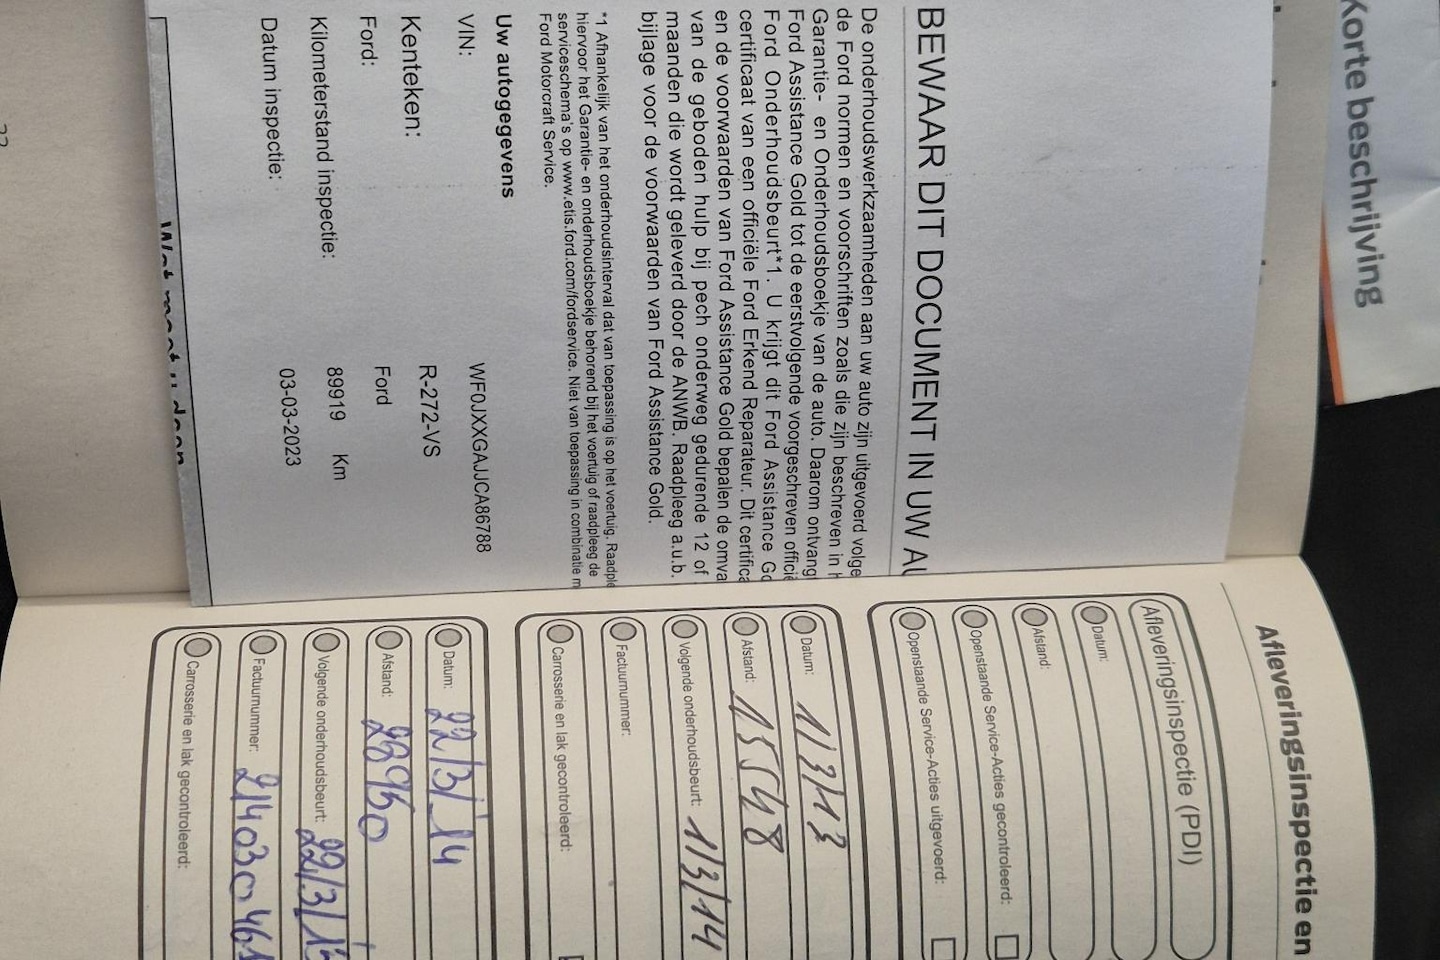 Korte beschrijving
BEWAAR DIT DOCUMENT IN UW
De onderhoudswerkzaamheden aan uw auto zijn uitgevoerd
de Ford normen en voorschriften zoals die zijn beschreven in
Garantie- en Onderhoudsboekje van de auto. Daarom
Ford Assistance Gold tot de eerstvolgende voorgeschreven
Ford Onderhoudsbeurt*1. U krijgt dit Ford Assistance
certificaat van een officiële Ford Erkend Reparateur. Dit
en de voorwaarden van Ford Assistance Gold bepalen de
van de geboden hulp bij pech onderweg gedurende 12 of
maanden die wordt geleverd door de ANWB. Raadpleeg a.u.b.
bijlage voor de voorwaarden van Ford Assistance Gold.
*1 Afhankelijk van het onderhoudsinterval dat van toepassing is op het voertuig.
hiervoor het Garantie- en onderhoudsboekje behorend bij het voertuig of raadpleeg de
serviceschema's op www.etis.ford.com/fordservice. Niet van toepassing in combinatie
Ford Motorcraft Service.
Uw autogegevens
VIN: WF0JXXGAJJCA86788
Kenteken: R-272-VS
Ford: Ford
Kilometerstand inspectie: 89919 Km
Datum inspectie: 03-03-2023
Afleveringsinspectie en
Afleveringsinspectie (PDI)
Datum:
Afstand:
Openstaande Service-Acties gecontroleerd:
Openstaande Service-Acties uitgevoerd:
Datum: 1/3/13
Afstand: 15548
Volgende onderhoudsbeurt: 1/3/14
Factuurnummer:
Carrosserie en lak gecontroleerd:
Datum: 22/3/14
Afstand: 28950
Volgende onderhoudsbeurt: 22/3/
Factuurnummer:
Carrosserie en lak gecontroleerd: